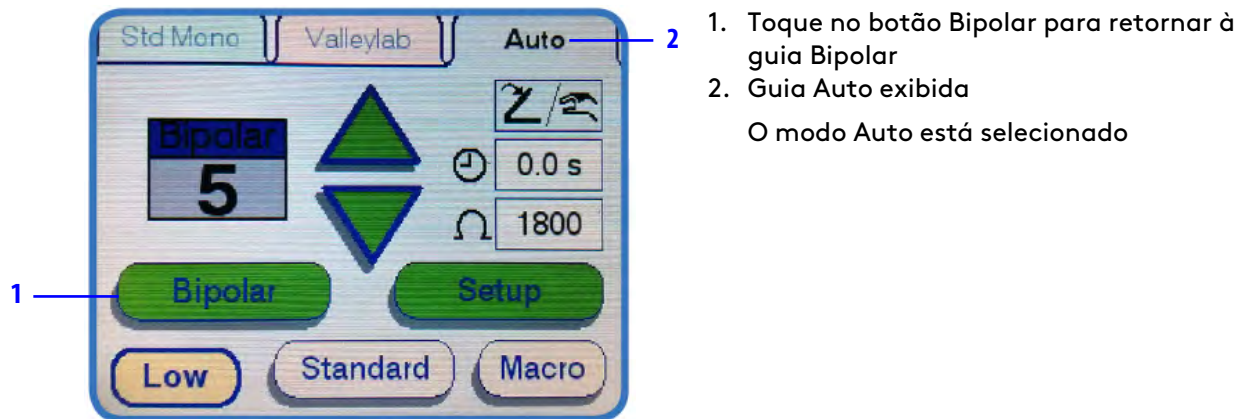 Std Mono
Valleylab
Auto
2
Bipolar
5
0.0 s
Ω 1800
1
Bipolar
Setup
Low
Standard
Macro
1. Toque no botão Bipolar para retornar à
guia Bipolar
2. Guia Auto exibida
O modo Auto está selecionado